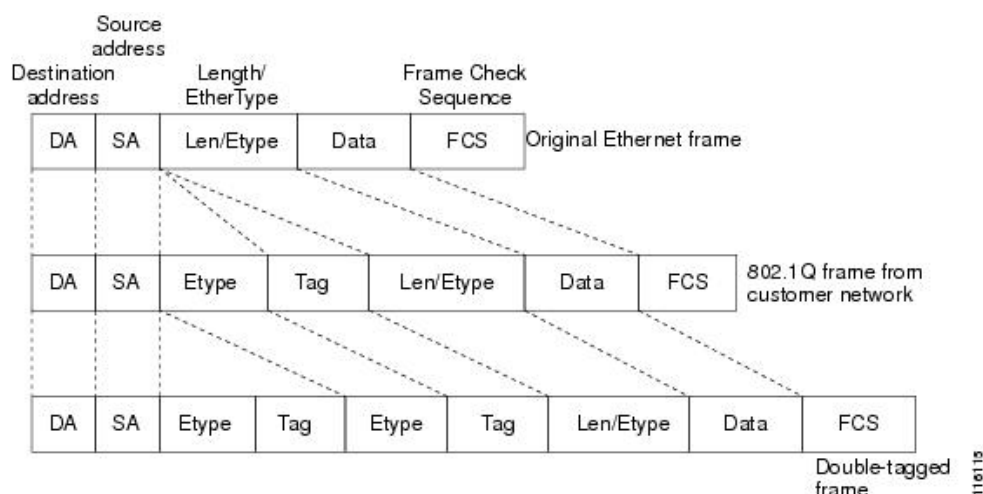 Source
address
Destination
address
Length/
EtherType
Frame Check
Sequence
DA SA Len/Etype Data FCS Original Ethernet frame
DA SA Etype Tag Len/Etype Data FCS
802.1Q frame from
customer network
DA SA Etype Tag Etype Tag Len/Etype Data FCS
Double-tagged
frame
116115